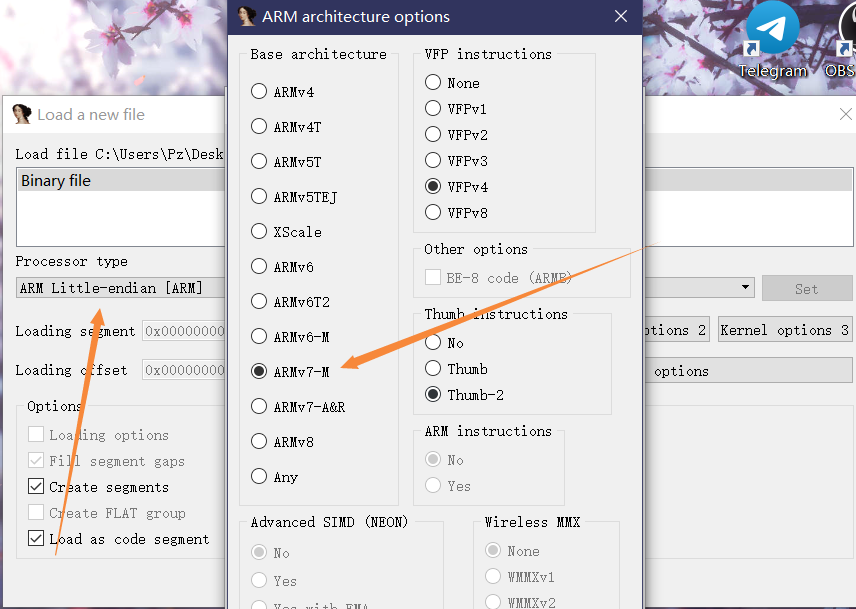 ARM architecture options
Telegram
OBS
Load a new file
Load file C:\Users\Pz\Desk
Binary file
Processor type
ARM Little-endian [ARM]
Set
Loading segment 0x00000000
Loading offset 0x00000000
ptions 2
Kernel options 3
options
Options
Loading options
Fill segment gaps
Create segments
Create FLAT group
Load as code segment
Base architecture
ARMv4
ARMv4T
ARMv5T
ARMv5TEJ
XScale
ARMv6
ARMv6T2
ARMv6-M
ARMv7-M
ARMv7-A&R
ARMv8
Any
VFP instructions
None
VFPv1
VFPv2
VFPv3
VFPv4
VFPv8
Other options
BE-8 code (ARMB)
Thumb instructions
No
Thumb
Thumb-2
ARM instructions
No
Yes
Advanced SIMD (NEON)
No
Yes
Yes with FMA
Wireless MMX
None
WMMXv1
WMMXv2